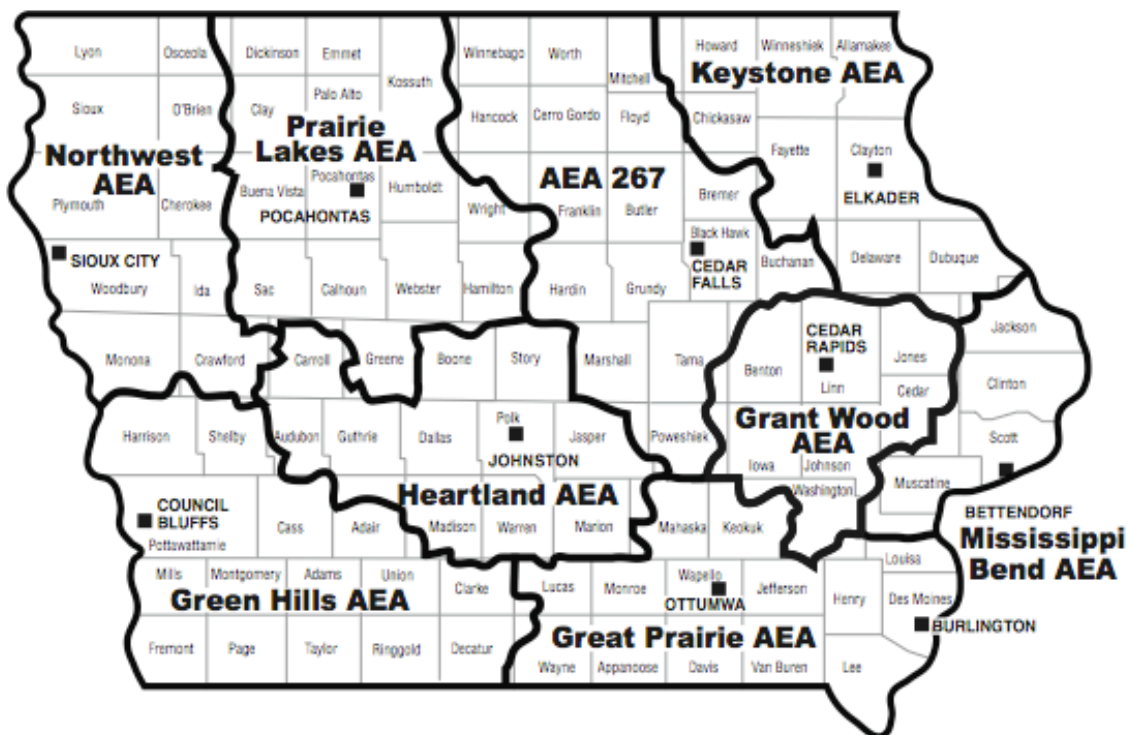 Lyon
Osceola
Dickinson
Emmet
Kossuth
Winnebago
Worth
Mitchell
Howard
Winneshiek
Allamakee
Keystone AEA
Sioux
O'Brien
Clay
Palo Alto
Hancock
Cerro Gordo
Floyd
Chickasaw
Prairie
Lakes AEA
Northwest
AEA
AEA 267
Fayette
Clayton
ELKADER
Plymouth
Cherokee
Buena Vista
Pocahontas
POCAHONTAS
Humboldt
Wright
Franklin
Butler
Bremer
Black Hawk
CEDAR
FALLS
Buchanan
Delaware
Dubuque
SIOUX CITY
Woodbury
Ida
Sac
Calhoun
Webster
Hamilton
Hardin
Grundy
Jackson
Monona
Crawford
Carroll
Greene
Boone
Story
Marshall
Tama
Benton
CEDAR
RAPIDS
Linn
Jones
Cedar
Clinton
Grant Wood
AEA
Harrison
Shelby
Audubon
Guthrie
Dallas
Polk
JOHNSTON
Jasper
Poweshiek
Iowa
Johnson
Scott
Muscatine
Washington
BETTENDORF
Mississippi
Bend AEA
Heartland AEA
COUNCIL
BLUFFS
Pottawattamie
Cass
Adair
Madison
Warren
Marion
Mahaska
Keokuk
Louisa
Mills
Montgomery
Adams
Union
Clarke
Green Hills AEA
Lucas
Monroe
Wapello
OTTUMWA
Jefferson
Henry
Des Moines
BURLINGTON
Great Prairie AEA
Fremont
Page
Taylor
Ringgold
Decatur
Wayne
Appanoose
Davis
Van Buren
Lee